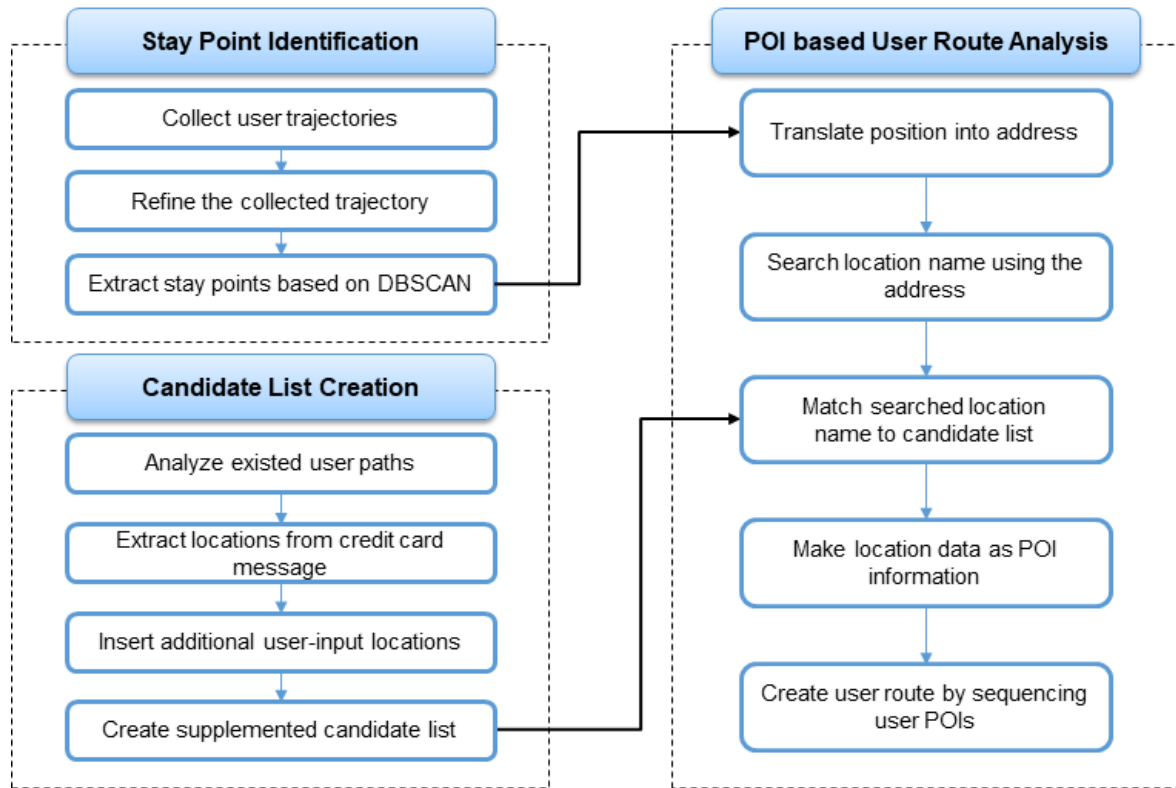 Stay Point Identification
Collect user trajectories
Refine the collected trajectory
Extract stay points based on DBSCAN
Candidate List Creation
Analyze existed user paths
Extract locations from credit card
message
Insert additional user-input locations
Create supplemented candidate list
POI based User Route Analysis
Translate position into address
Search location name using the
address
Match searched location
name to candidate list
Make location data as POI
information
Create user route by sequencing
user POIs